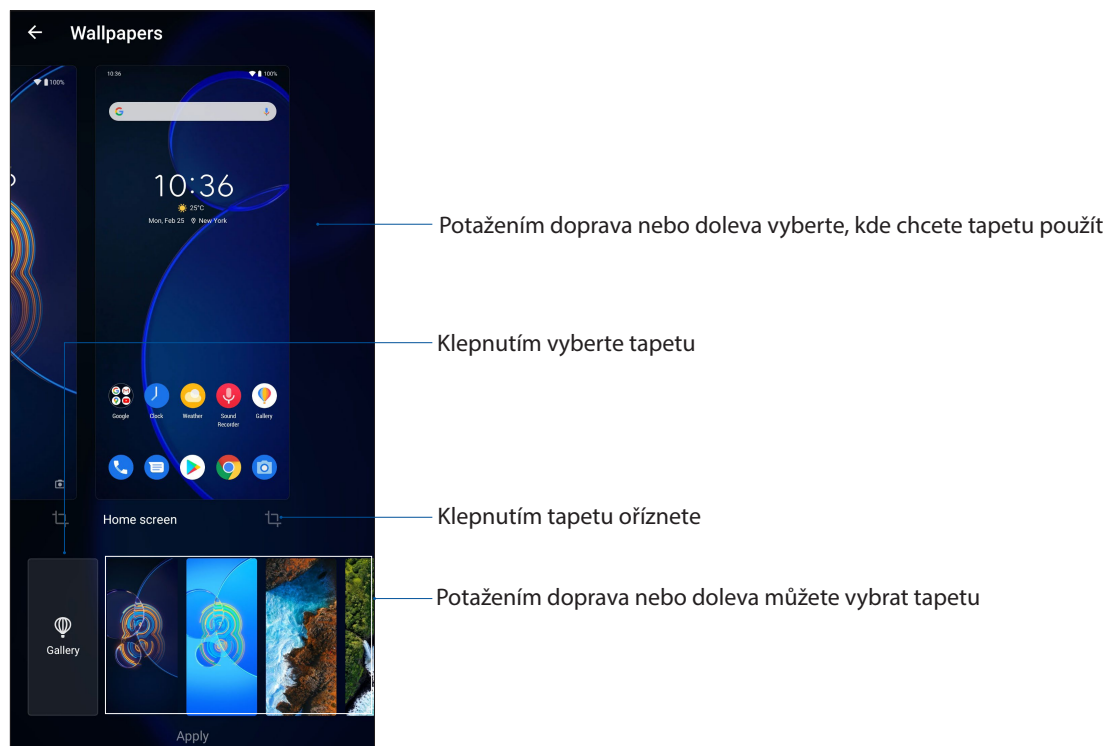 Wallpapers
100%
10:36
100%
10:36
25°C
Mon, Feb 25 New York
Potažením doprava nebo doleva vyberte, kde chcete tapetu použít
Klepnutím vyberte tapetu
Google
Clock
Weather
Sound
Recorder
Gallery
Home screen
Klepnutím tapetu oříznete
Potažením doprava nebo doleva můžete vybrat tapetu
Gallery
Apply